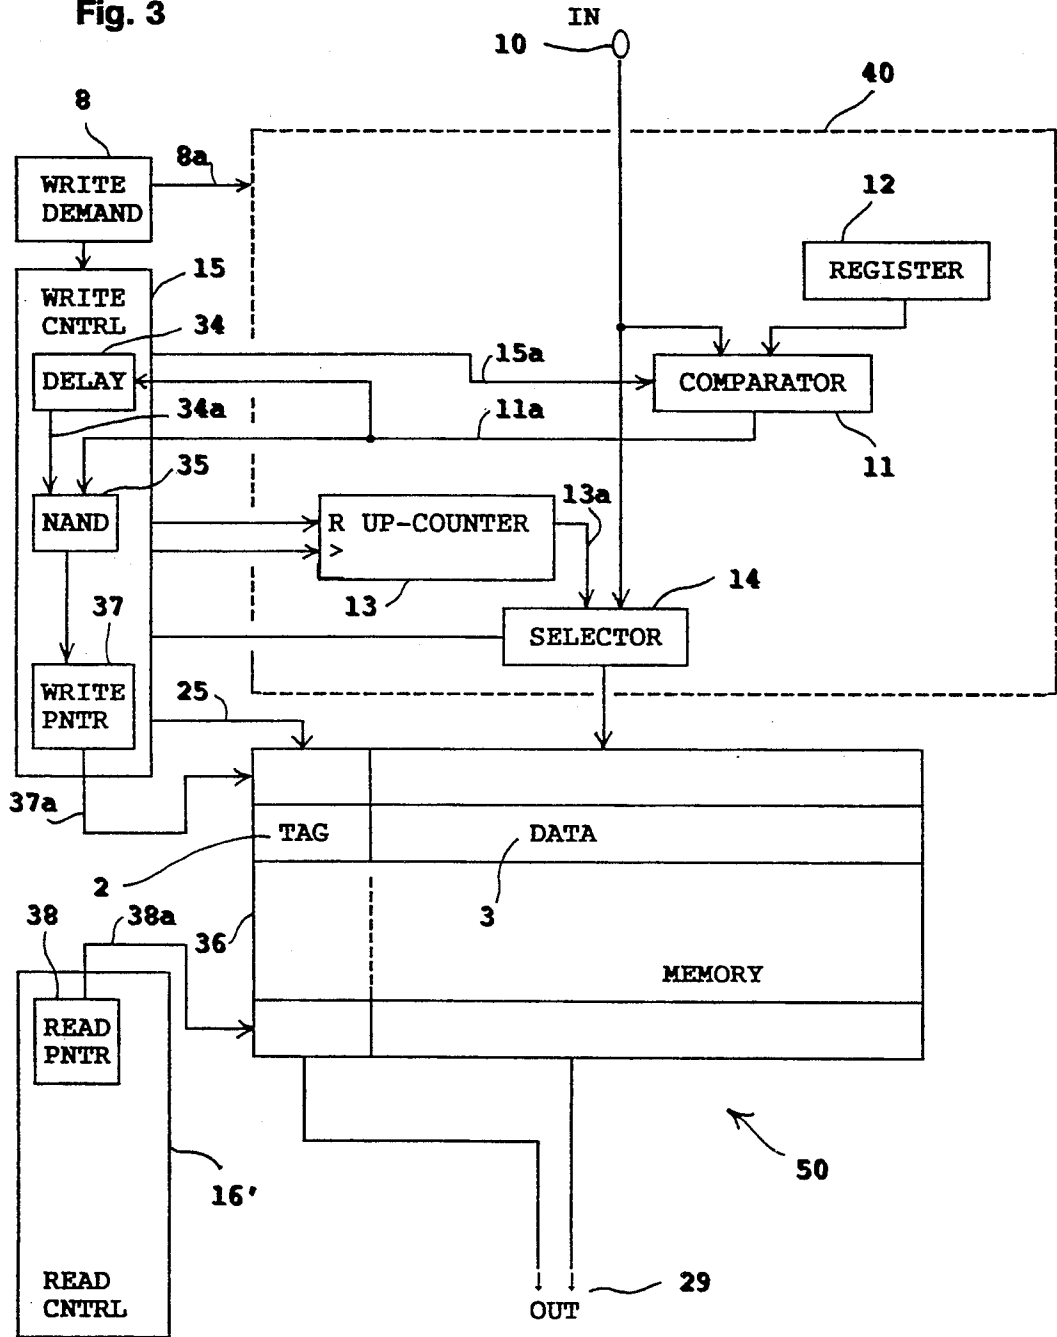 Fig. 3
IN
10
40
8
8a
WRITE
DEMAND
12
REGISTER
15
WRITE
CNTRL
34
DELAY
15a
COMPARATOR
34a
11a
11
35
NAND
R UP-COUNTER
>
13a
13
14
SELECTOR
37
WRITE
PNTR
25
37a
TAG
DATA
2
3
38
38a
36
MEMORY
READ
PNTR
50
16'
READ
CNTRL
29
OUT